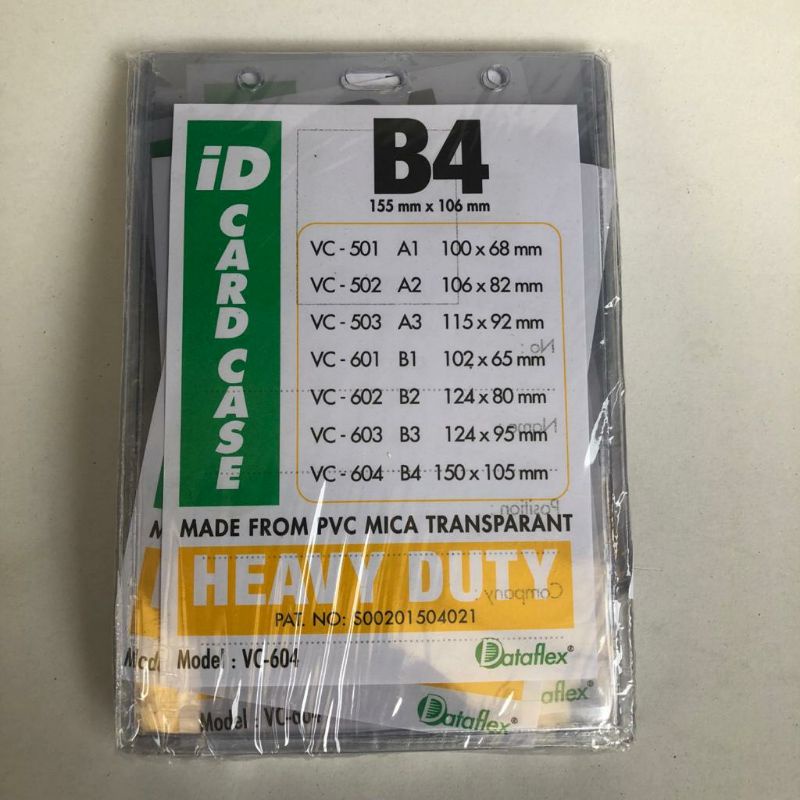 iD
CARD CASE
B4
155 mm x 106 mm
VC - 501 A1 100 x 68 mm
VC - 502 A2 106 x 82 mm
VC - 503 A3 115 x 92 mm
VC - 601 B1 102 x 65 mm
VC - 602 B2 124 x 80 mm
VC - 603 B3 124 x 95 mm
VC - 604 B4 150 x 105 mm
No :
Name :
Position :
Company :
M
MADE FROM PVC MICA TRANSPARANT
HEAVY DUTY
PAT. NO: S00201504021
Model : VC-604
Dataflex®
aflex®
Model : VC-604
Dataflex®